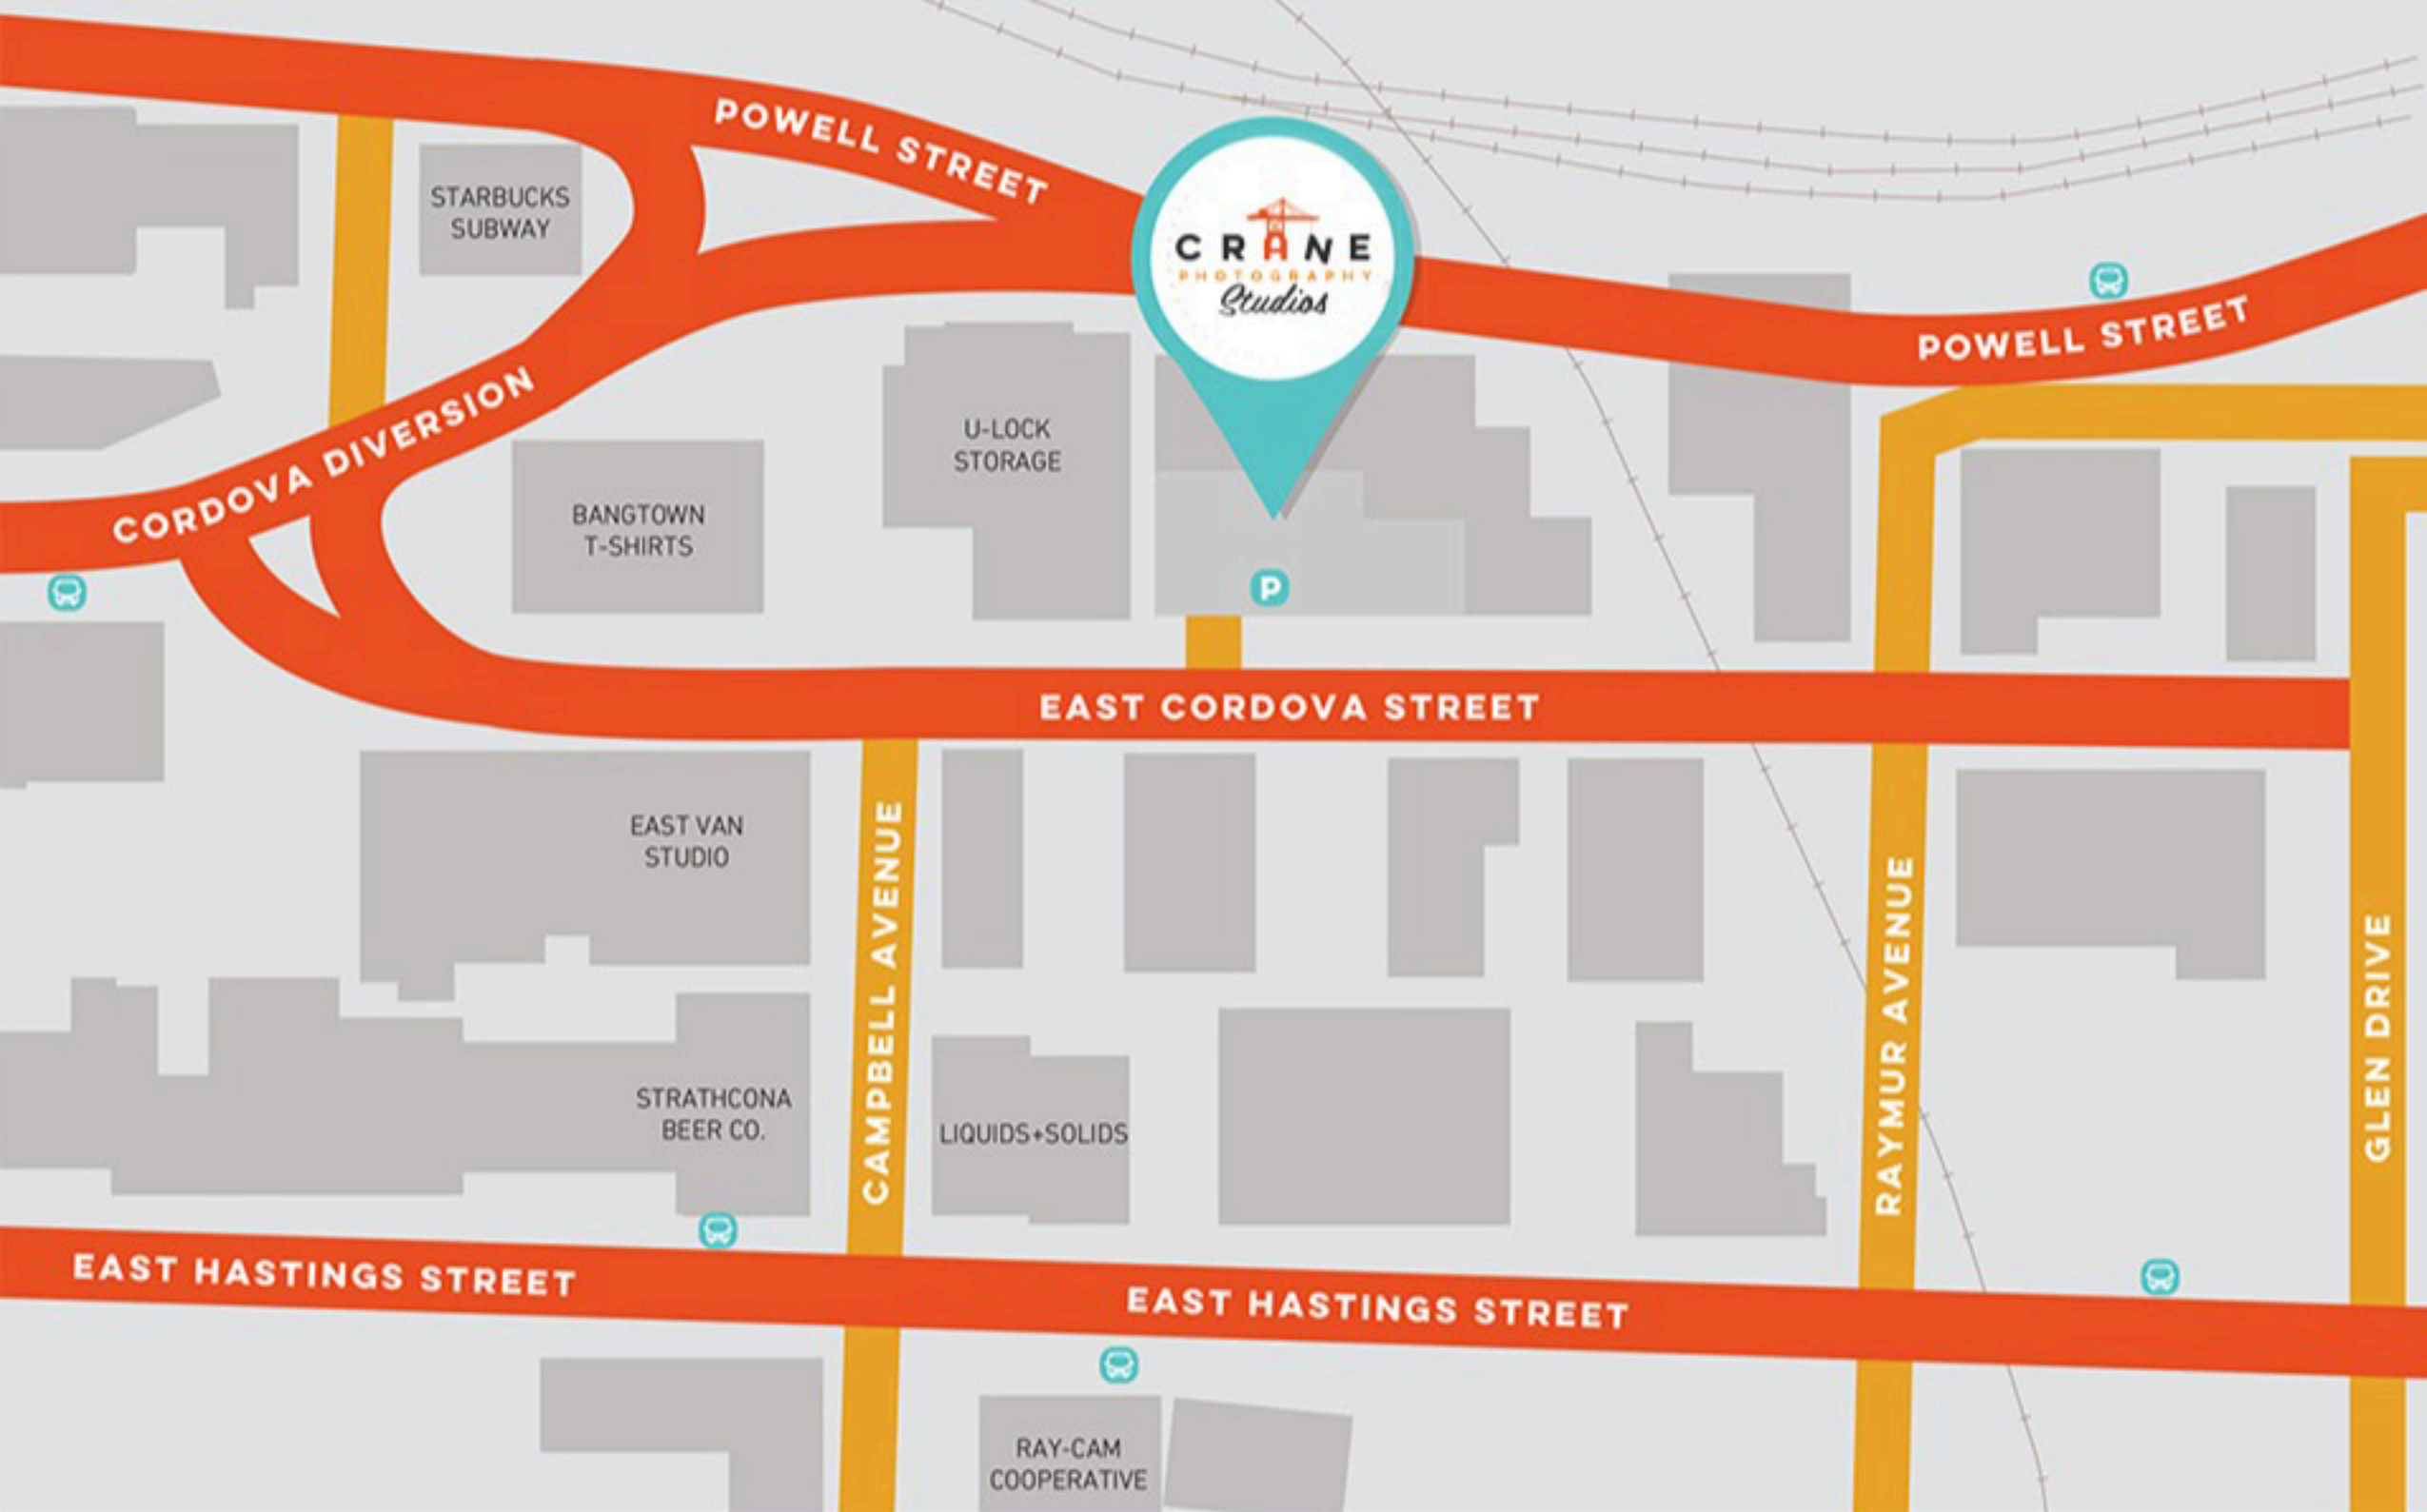 POWELL STREET
STARBUCKS
SUBWAY
CRANE
PHOTOGRAPHY
Studios
POWELL STREET
CORDOVA DIVERSION
U-LOCK
STORAGE
BANGTOWN
T-SHIRTS
P
EAST CORDOVA STREET
EAST VAN
STUDIO
CAMPBELL AVENUE
RAYMUR AVENUE
GLEN DRIVE
STRATHCONA
BEER CO.
LIQUIDS+SOLIDS
EAST HASTINGS STREET
EAST HASTINGS STREET
RAY-CAM
COOPERATIVE